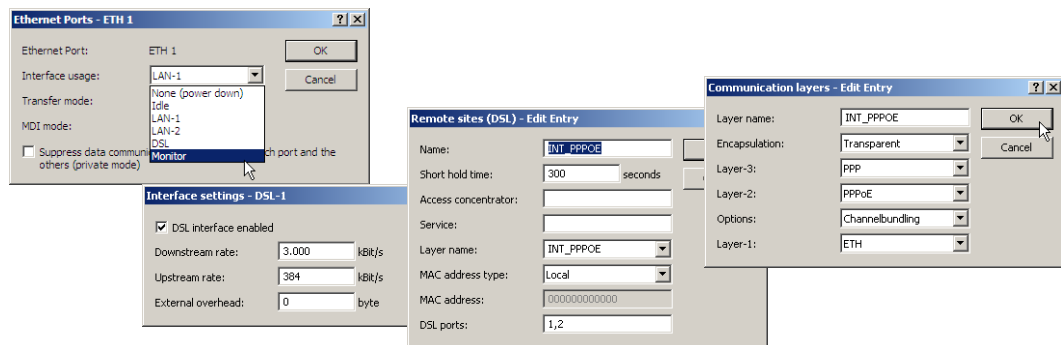 Ethernet Ports - ETH 1
Ethernet Port: ETH 1
OK
Interface usage: LAN-1
Cancel
None (power down)
Transfer mode:
Idle
LAN-1
LAN-2
MDI mode:
DSL
Monitor
Suppress data communi ch port and the
others (private mode)
Interface settings - DSL-1
DSL interface enabled
Downstream rate: 3.000 kBit/s
Upstream rate: 384 kBit/s
External overhead: 0 byte
Remote sites (DSL) - Edit Entry
Name: INT_PPPOE
Short hold time: 300 seconds
Access concentrator:
Service:
Layer name: INT_PPPOE
MAC address type: Local
MAC address: 000000000000
DSL ports: 1,2
Communication layers - Edit Entry
Layer name: INT_PPPOE
OK
Encapsulation: Transparent
Cancel
Layer-3: PPP
Layer-2: PPPoE
Options: Channelbundling
Layer-1: ETH